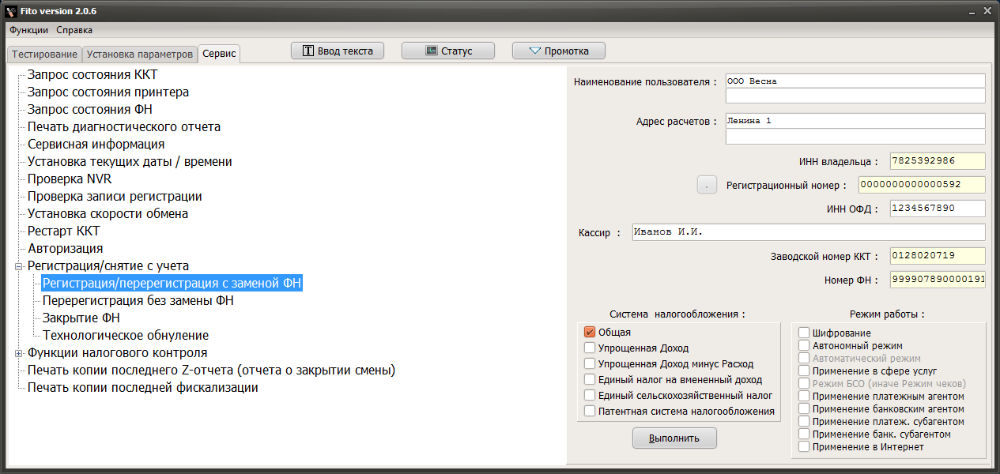 Fito version 2.0.6
Функции Справка
Тестирование Установка параметров Сервис
Ввод текста Статус Промотка
Запрос состояния ККТ
Запрос состояния принтера
Запрос состояния ФН
Печать диагностического отчета
Сервисная информация
Установка текущих даты / времени
Проверка NVR
Проверка записи регистрации
Установка скорости обмена
Рестарт ККТ
Авторизация
Регистрация/снятие с учета
Регистрация/перерегистрация с заменой ФН
Перерегистрация без замены ФН
Закрытие ФН
Технологическое обнуление
Функции налогового контроля
Печать копии последнего Z-отчета (отчета о закрытии смены)
Печать копии последней фискализации
Наименование пользователя : ООО Весна
Адрес расчетов : Ленина 1
ИНН владельца : 7825392986
. Регистрационный номер : 0000000000000592
ИНН ОФД : 1234567890
Кассир : Иванов И.И.
Заводской номер ККТ : 0128020719
Номер ФН : 999907890000191
Система налогообложения :
Общая
Упрощенная Доход
Упрощенная Доход минус Расход
Единый налог на вмененный доход
Единый сельскохозяйственный налог
Патентная система налогообложения
Выполнить
Режим работы :
Шифрование
Автономный режим
Автоматический режим
Применение в сфере услуг
Режим БСО (иначе Режим чеков)
Применение платежным агентом
Применение банковским агентом
Применение платеж. субагентом
Применение банк. субагентом
Применение в Интернет